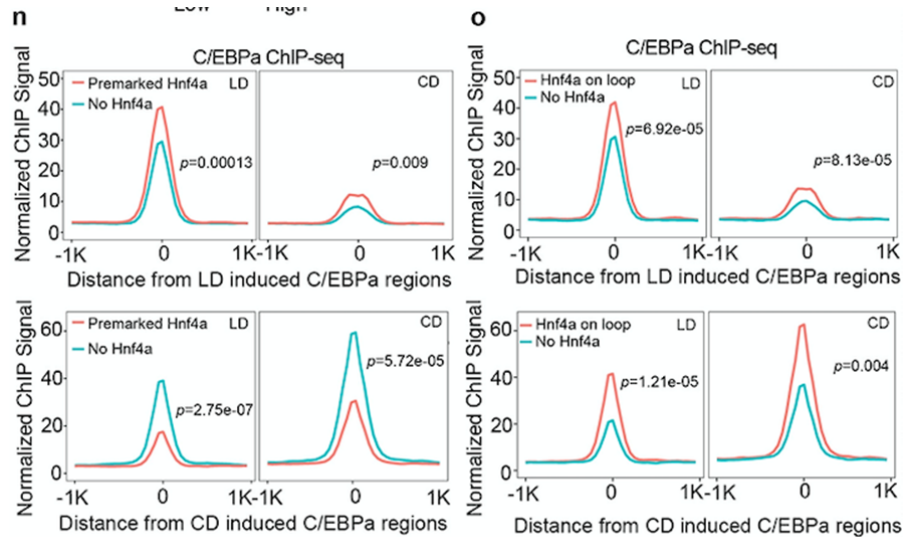 n
o
C/EBPa ChIP-seq
Normalized ChIP Signal
50
40
30
20
10
0
Premarked Hnf4a
No Hnf4a
LD
p=0.00013
CD
p=0.009
-1K 0 1K -1K 0 1K
Distance from LD induced C/EBPa regions
C/EBPa ChIP-seq
Normalized ChIP Signal
50
40
30
20
10
0
Hnf4a on loop
No Hnf4a
LD
p=6.92e-05
CD
p=8.13e-05
-1K 0 1K -1K 0 1K
Distance from LD induced C/EBPa regions
Normalized ChIP Signal
60
40
20
0
Premarked Hnf4a
No Hnf4a
LD
p=2.75e-07
CD
p=5.72e-05
-1K 0 1K -1K 0 1K
Distance from CD induced C/EBPa regions
Normalized ChIP Signal
60
40
20
0
Hnf4a on loop
No Hnf4a
LD
p=1.21e-05
CD
p=0.004
-1K 0 1K -1K 0 1K
Distance from CD induced C/EBPa regions